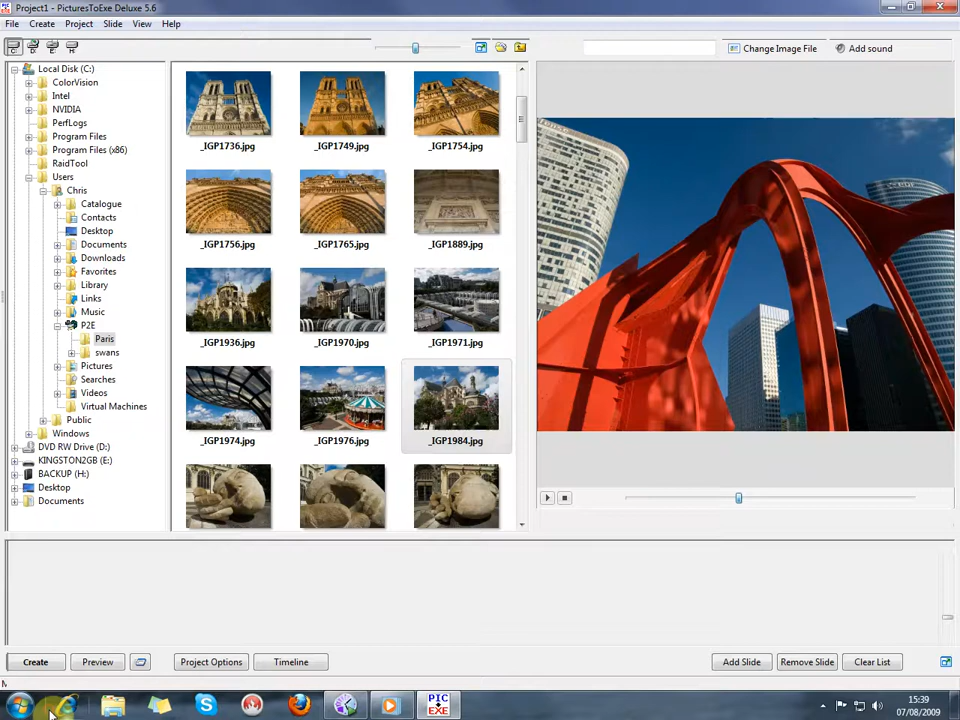 Project1 - PicturesToExe Deluxe 5.6
File Create Project Slide View Help
C: D: E: H:
Change Image File
Add sound
Local Disk (C:)
ColorVision
Intel
NVIDIA
PerfLogs
Program Files
Program Files (x86)
RaidTool
Users
Chris
Catalogue
Contacts
Desktop
Documents
Downloads
Favorites
Library
Links
Music
P2E
Paris
swans
Pictures
Searches
Videos
Virtual Machines
Public
Windows
DVD RW Drive (D:)
KINGSTON2GB (E:)
BACKUP (H:)
Desktop
Documents
_IGP1736.jpg _IGP1749.jpg _IGP1754.jpg
_IGP1756.jpg _IGP1765.jpg _IGP1889.jpg
_IGP1936.jpg _IGP1970.jpg _IGP1971.jpg
_IGP1974.jpg _IGP1976.jpg _IGP1984.jpg
Create Preview Project Options Timeline Add Slide Remove Slide Clear List
PIC
EXE
15:39
07/08/2009